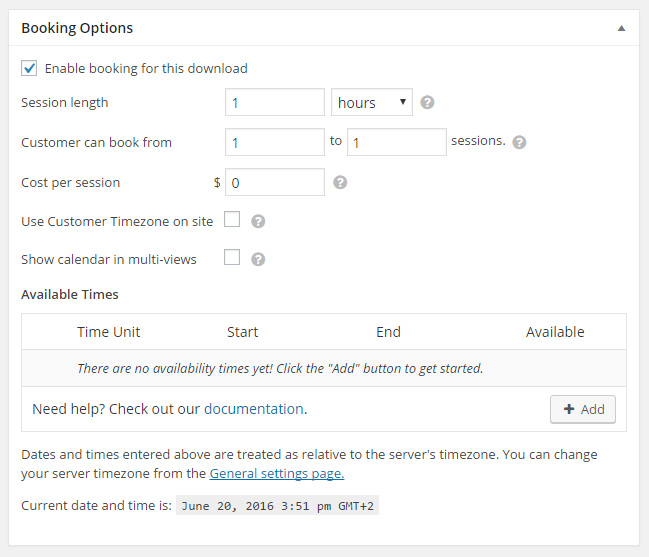 Booking Options
Enable booking for this download
Session length 1 hours
Customer can book from 1 to 1 sessions.
Cost per session $ 0
Use Customer Timezone on site
Show calendar in multi-views
Available Times
Time Unit Start End Available
There are no availability times yet! Click the "Add" button to get started.
Need help? Check out our documentation. + Add
Dates and times entered above are treated as relative to the server's timezone. You can change
your server timezone from the General settings page.
Current date and time is: June 20, 2016 3:51 pm GMT+2